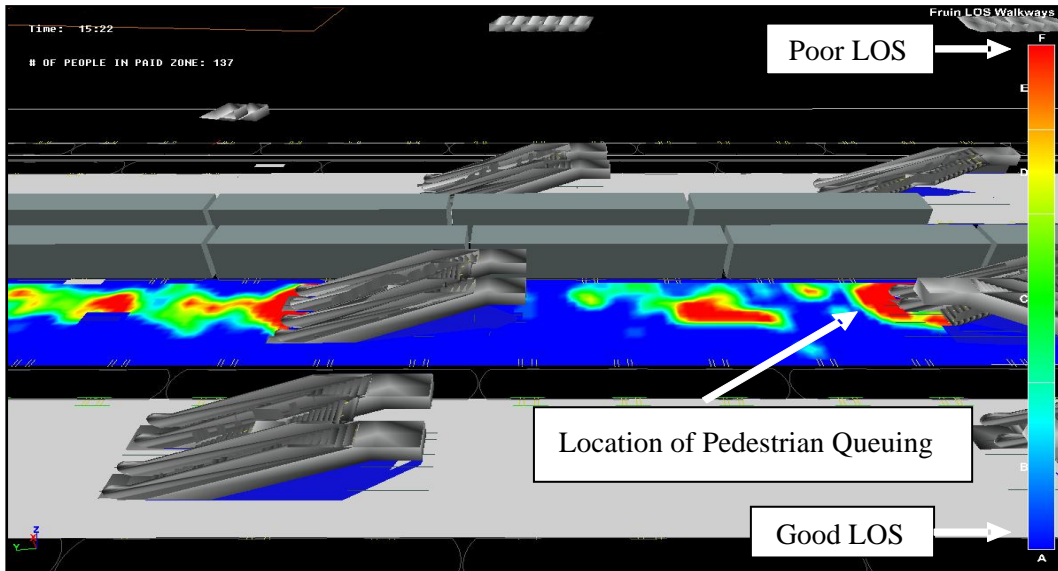 Fruin LOS Walkways
Time: 15:22
# OF PEOPLE IN PAID ZONE: 137
F
Poor LOS
E
D
C
Location of Pedestrian Queuing
B
Good LOS
A
Z
X
Y